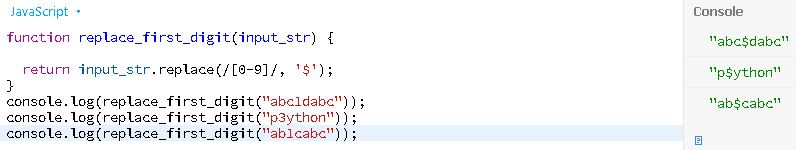 JavaScript
function replace_first_digit(input_str) {
return input_str.replace(/[0-9]/, '$');
}
console.log(replace_first_digit("abc1dabc"));
console.log(replace_first_digit("p3ython"));
console.log(replace_first_digit("ab1cabc"));
Console
"abc$dabc"
"p$ython"
"ab$cabc"